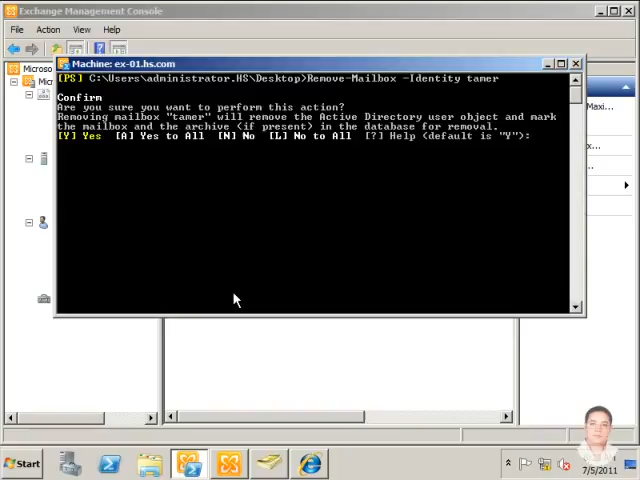 Exchange Management Console
File Action View Help
Machine: ex-01.hs.com
[PS] C:\Users\administrator.HS\Desktop>Remove-Mailbox -Identity tamer
Confirm
Are you sure you want to perform this action?
Removing mailbox "tamer" will remove the Active Directory user object and mark
the mailbox and the archive (if present) in the database for removal.
[Y] Yes [A] Yes to All [N] No [L] No to All [?] Help (default is "Y"):
Microso
Micr
Maxi...
x...
...
Start
7/5/2011